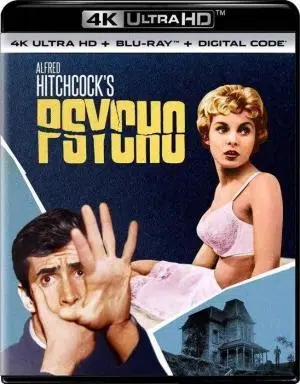 4K ULTRA HD
4K ULTRA HD + BLU-RAY™ + DIGITAL CODE*
ALFRED
HITCHCOCK'S
PSYCHO